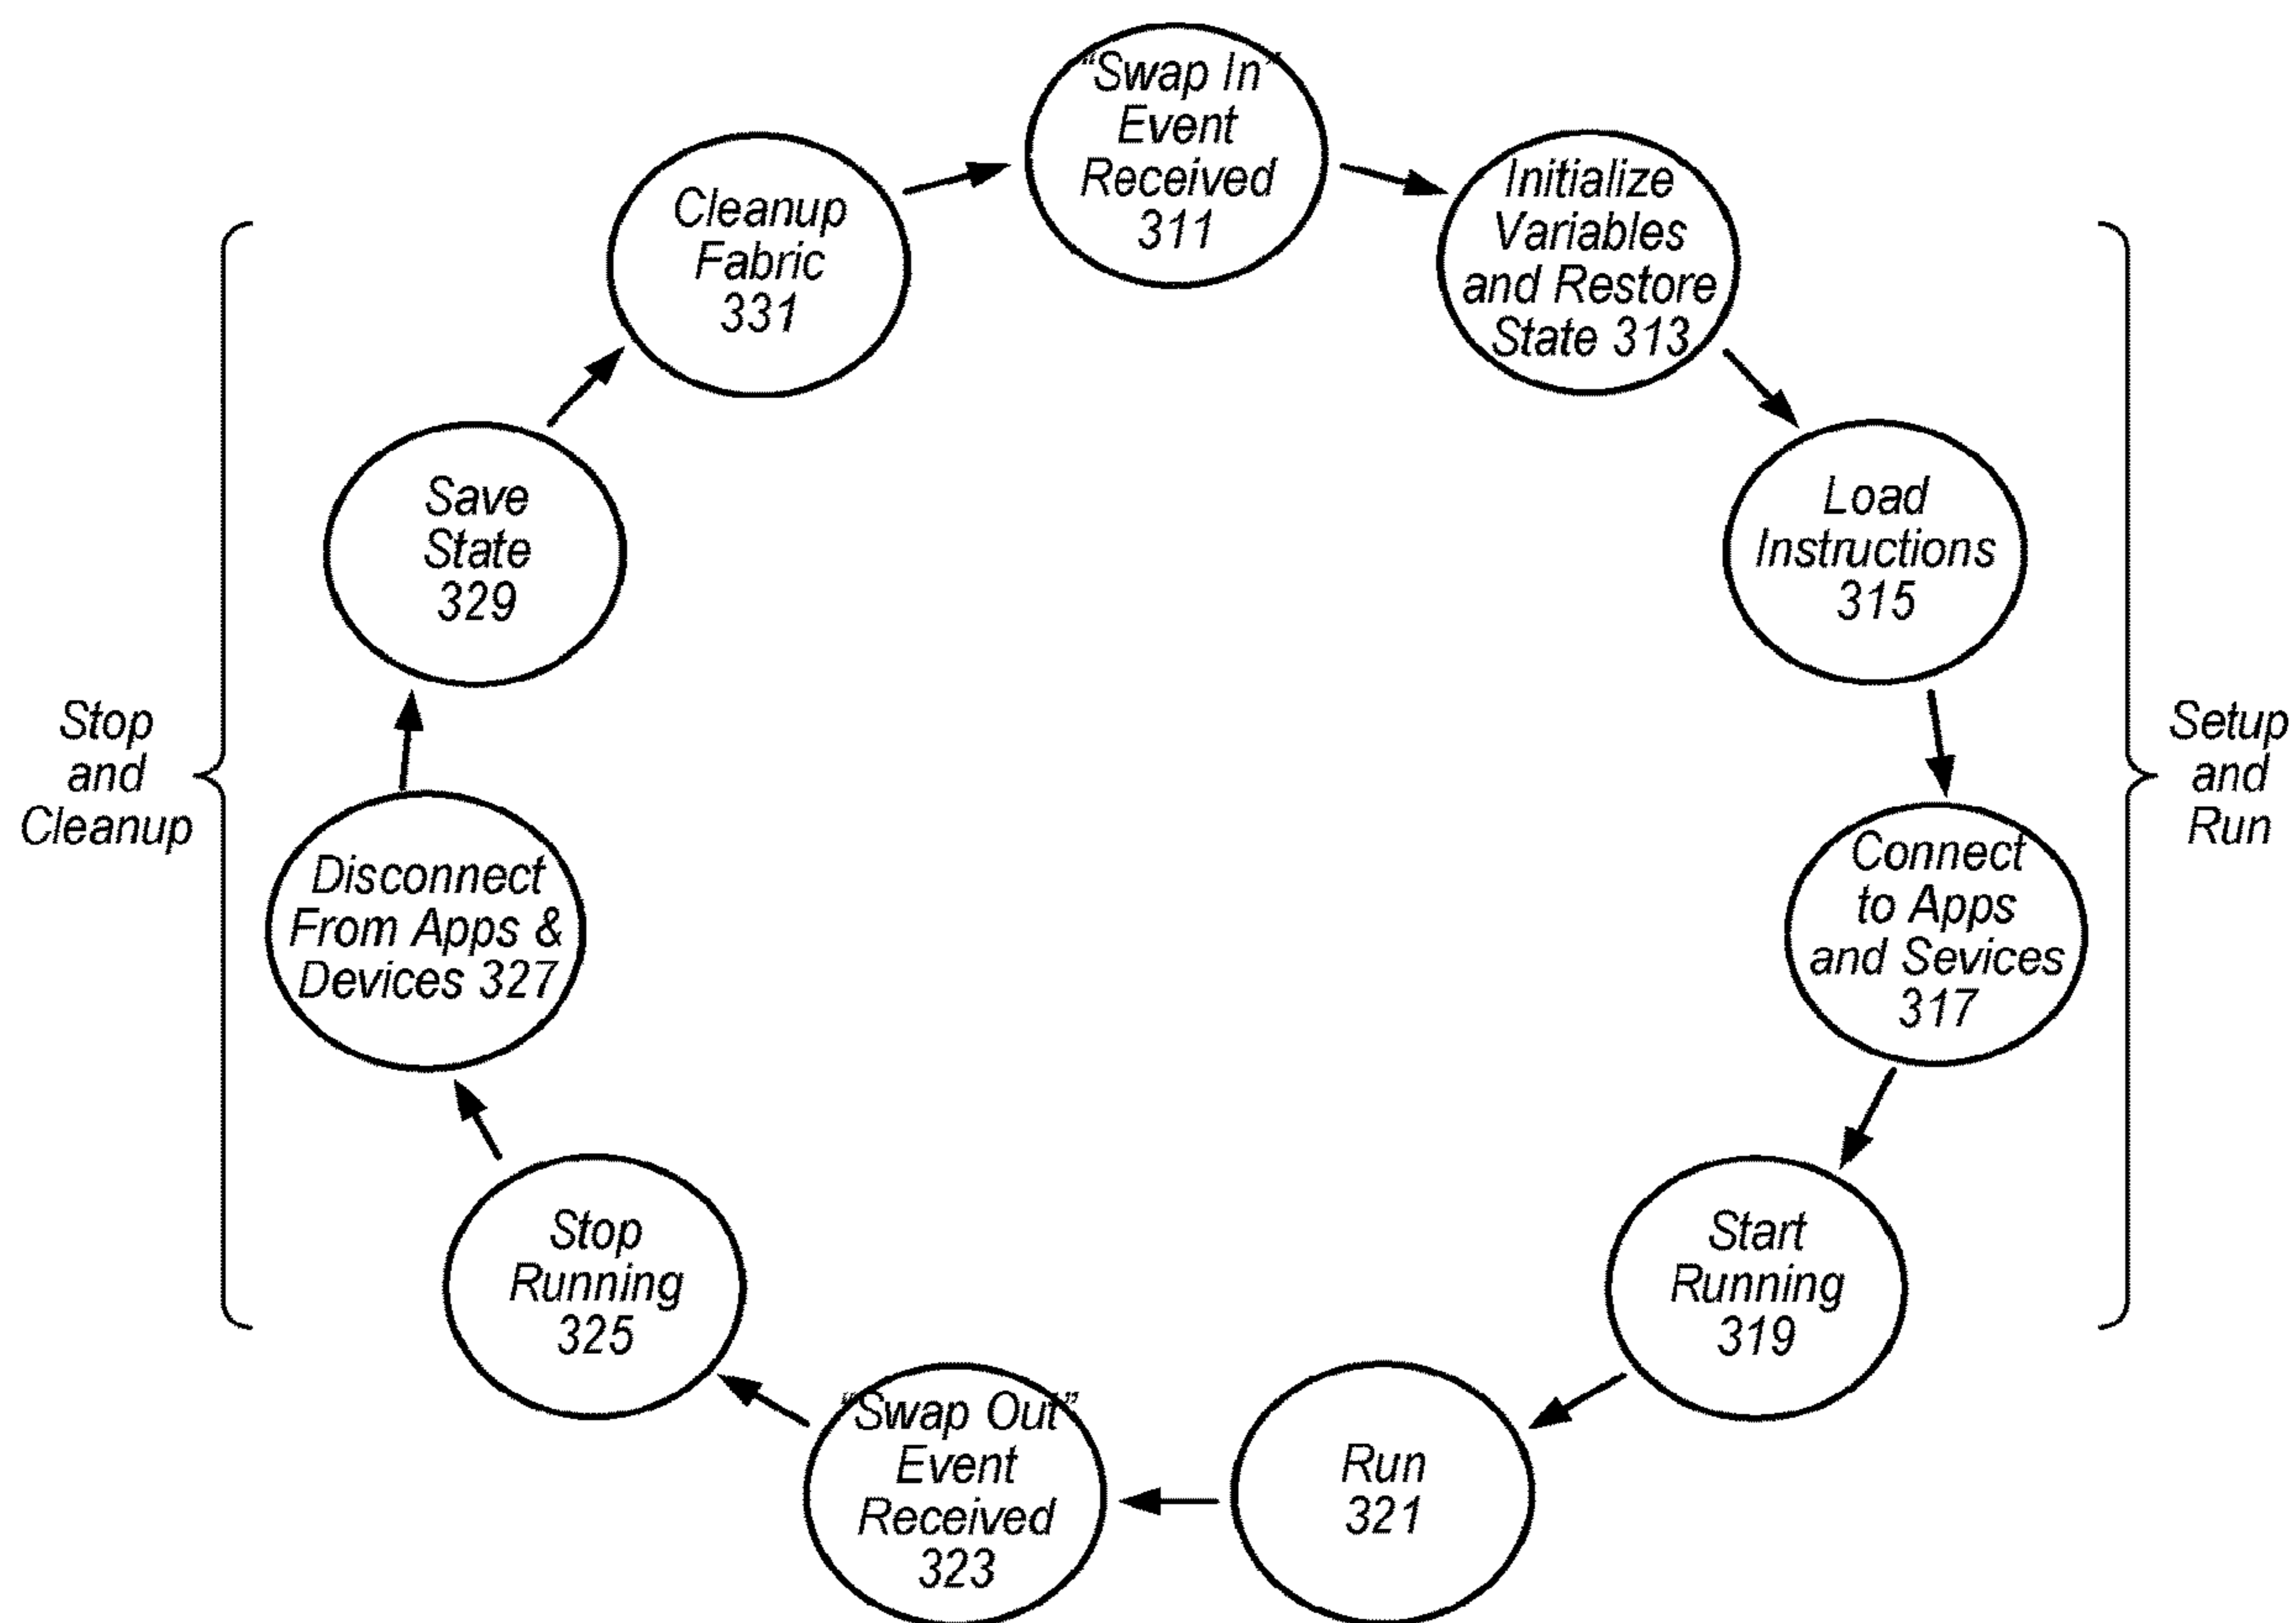 “Swap In”
Event
Received
311
Initialize
Variables
and Restore
State 313
Load
Instructions
315
Connect
to Apps
and Sevices
317
Start
Running
319
Run
321
“Swap Out”
Event
Received
323
Stop
Running
325
Disconnect
From Apps &
Devices 327
Save
State
329
Cleanup
Fabric
331
Stop
and
Cleanup
Setup
and
Run